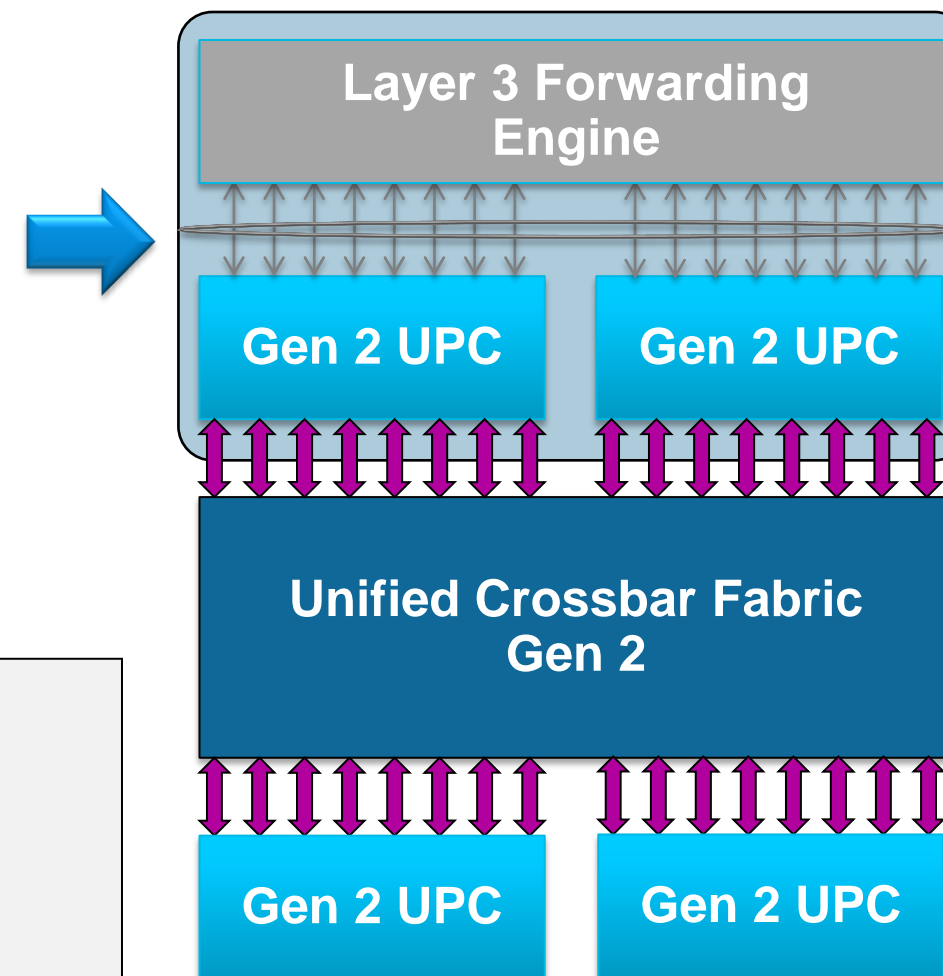 Layer 3 Forwarding
Engine
Gen 2 UPC
Gen 2 UPC
Unified Crossbar Fabric
Gen 2
Gen 2 UPC
Gen 2 UPC